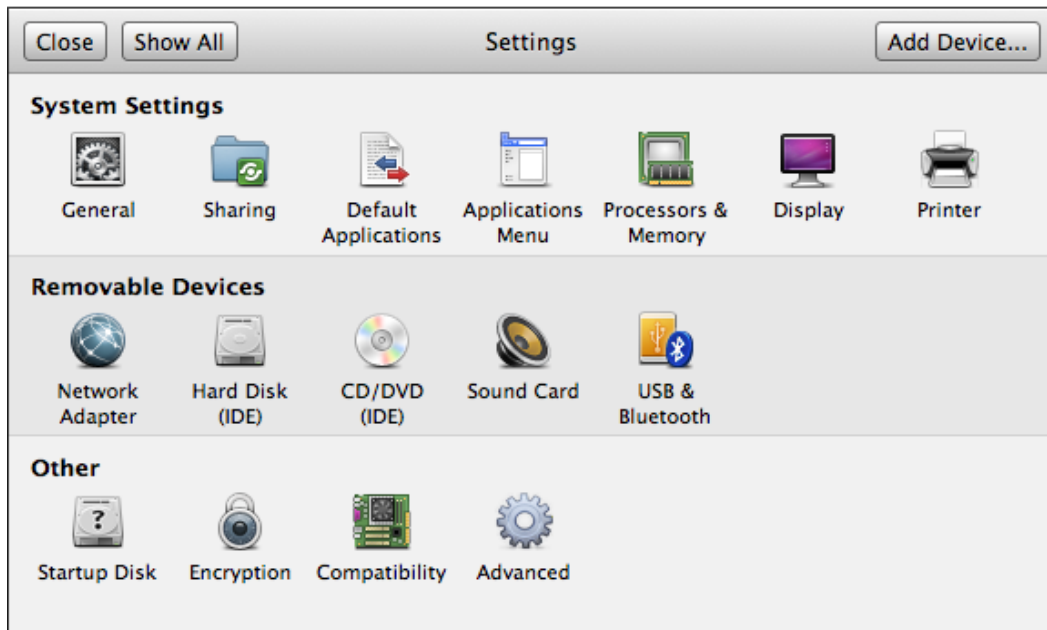 Close Show All Settings Add Device...
System Settings
General Sharing Default Applications Applications Menu Processors & Memory Display Printer
Removable Devices
Network Adapter Hard Disk (IDE) CD/DVD (IDE) Sound Card USB & Bluetooth
Other
? Startup Disk Encryption Compatibility Advanced